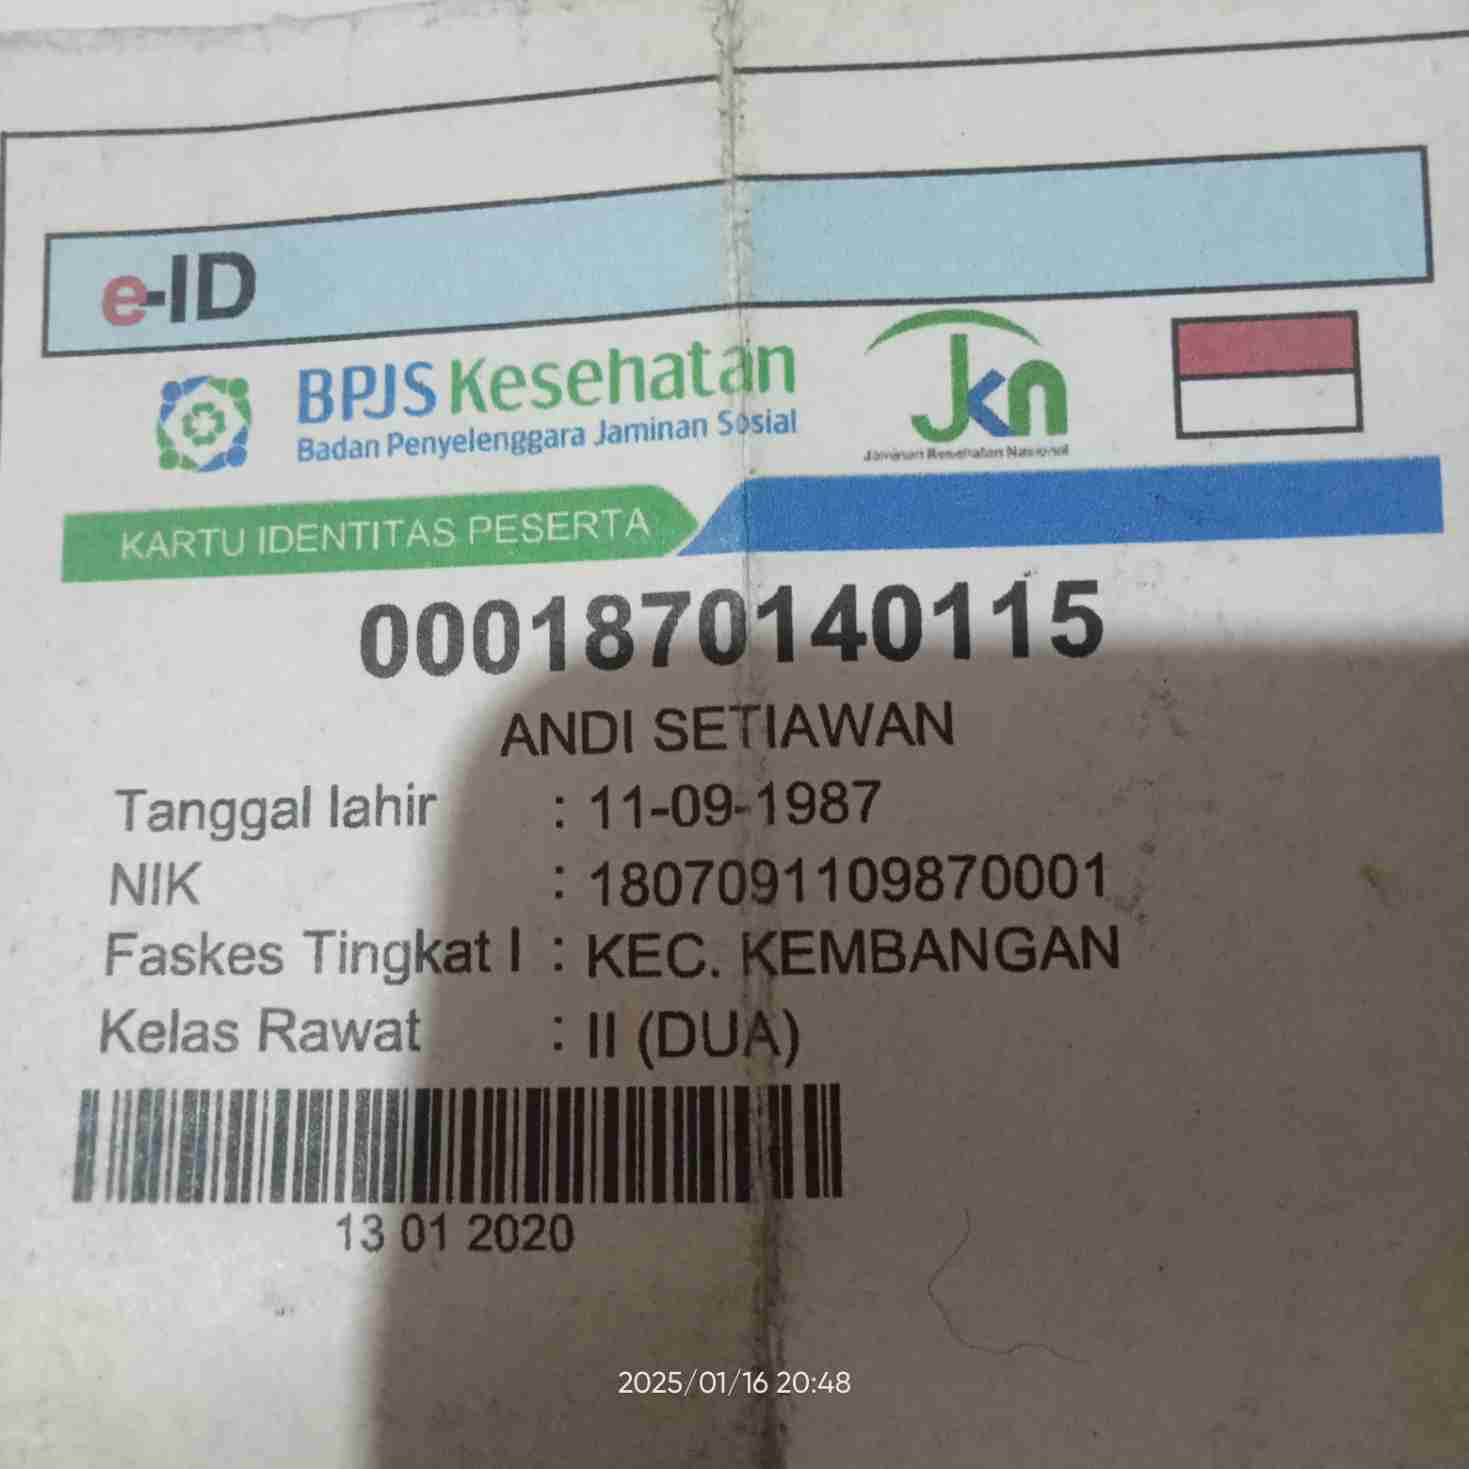 e-ID
BPJS Kesehatan
Badan Penyelenggara Jaminan Sosial
Jkn
Jaminan Kesehatan Nasional
KARTU IDENTITAS PESERTA
0001870140115
ANDI SETIAWAN
Tanggal lahir : 11-09-1987
NIK : 1807091109870001
Faskes Tingkat I : KEC. KEMBANGAN
Kelas Rawat : II (DUA)
13 01 2020
2025/01/16 20:48